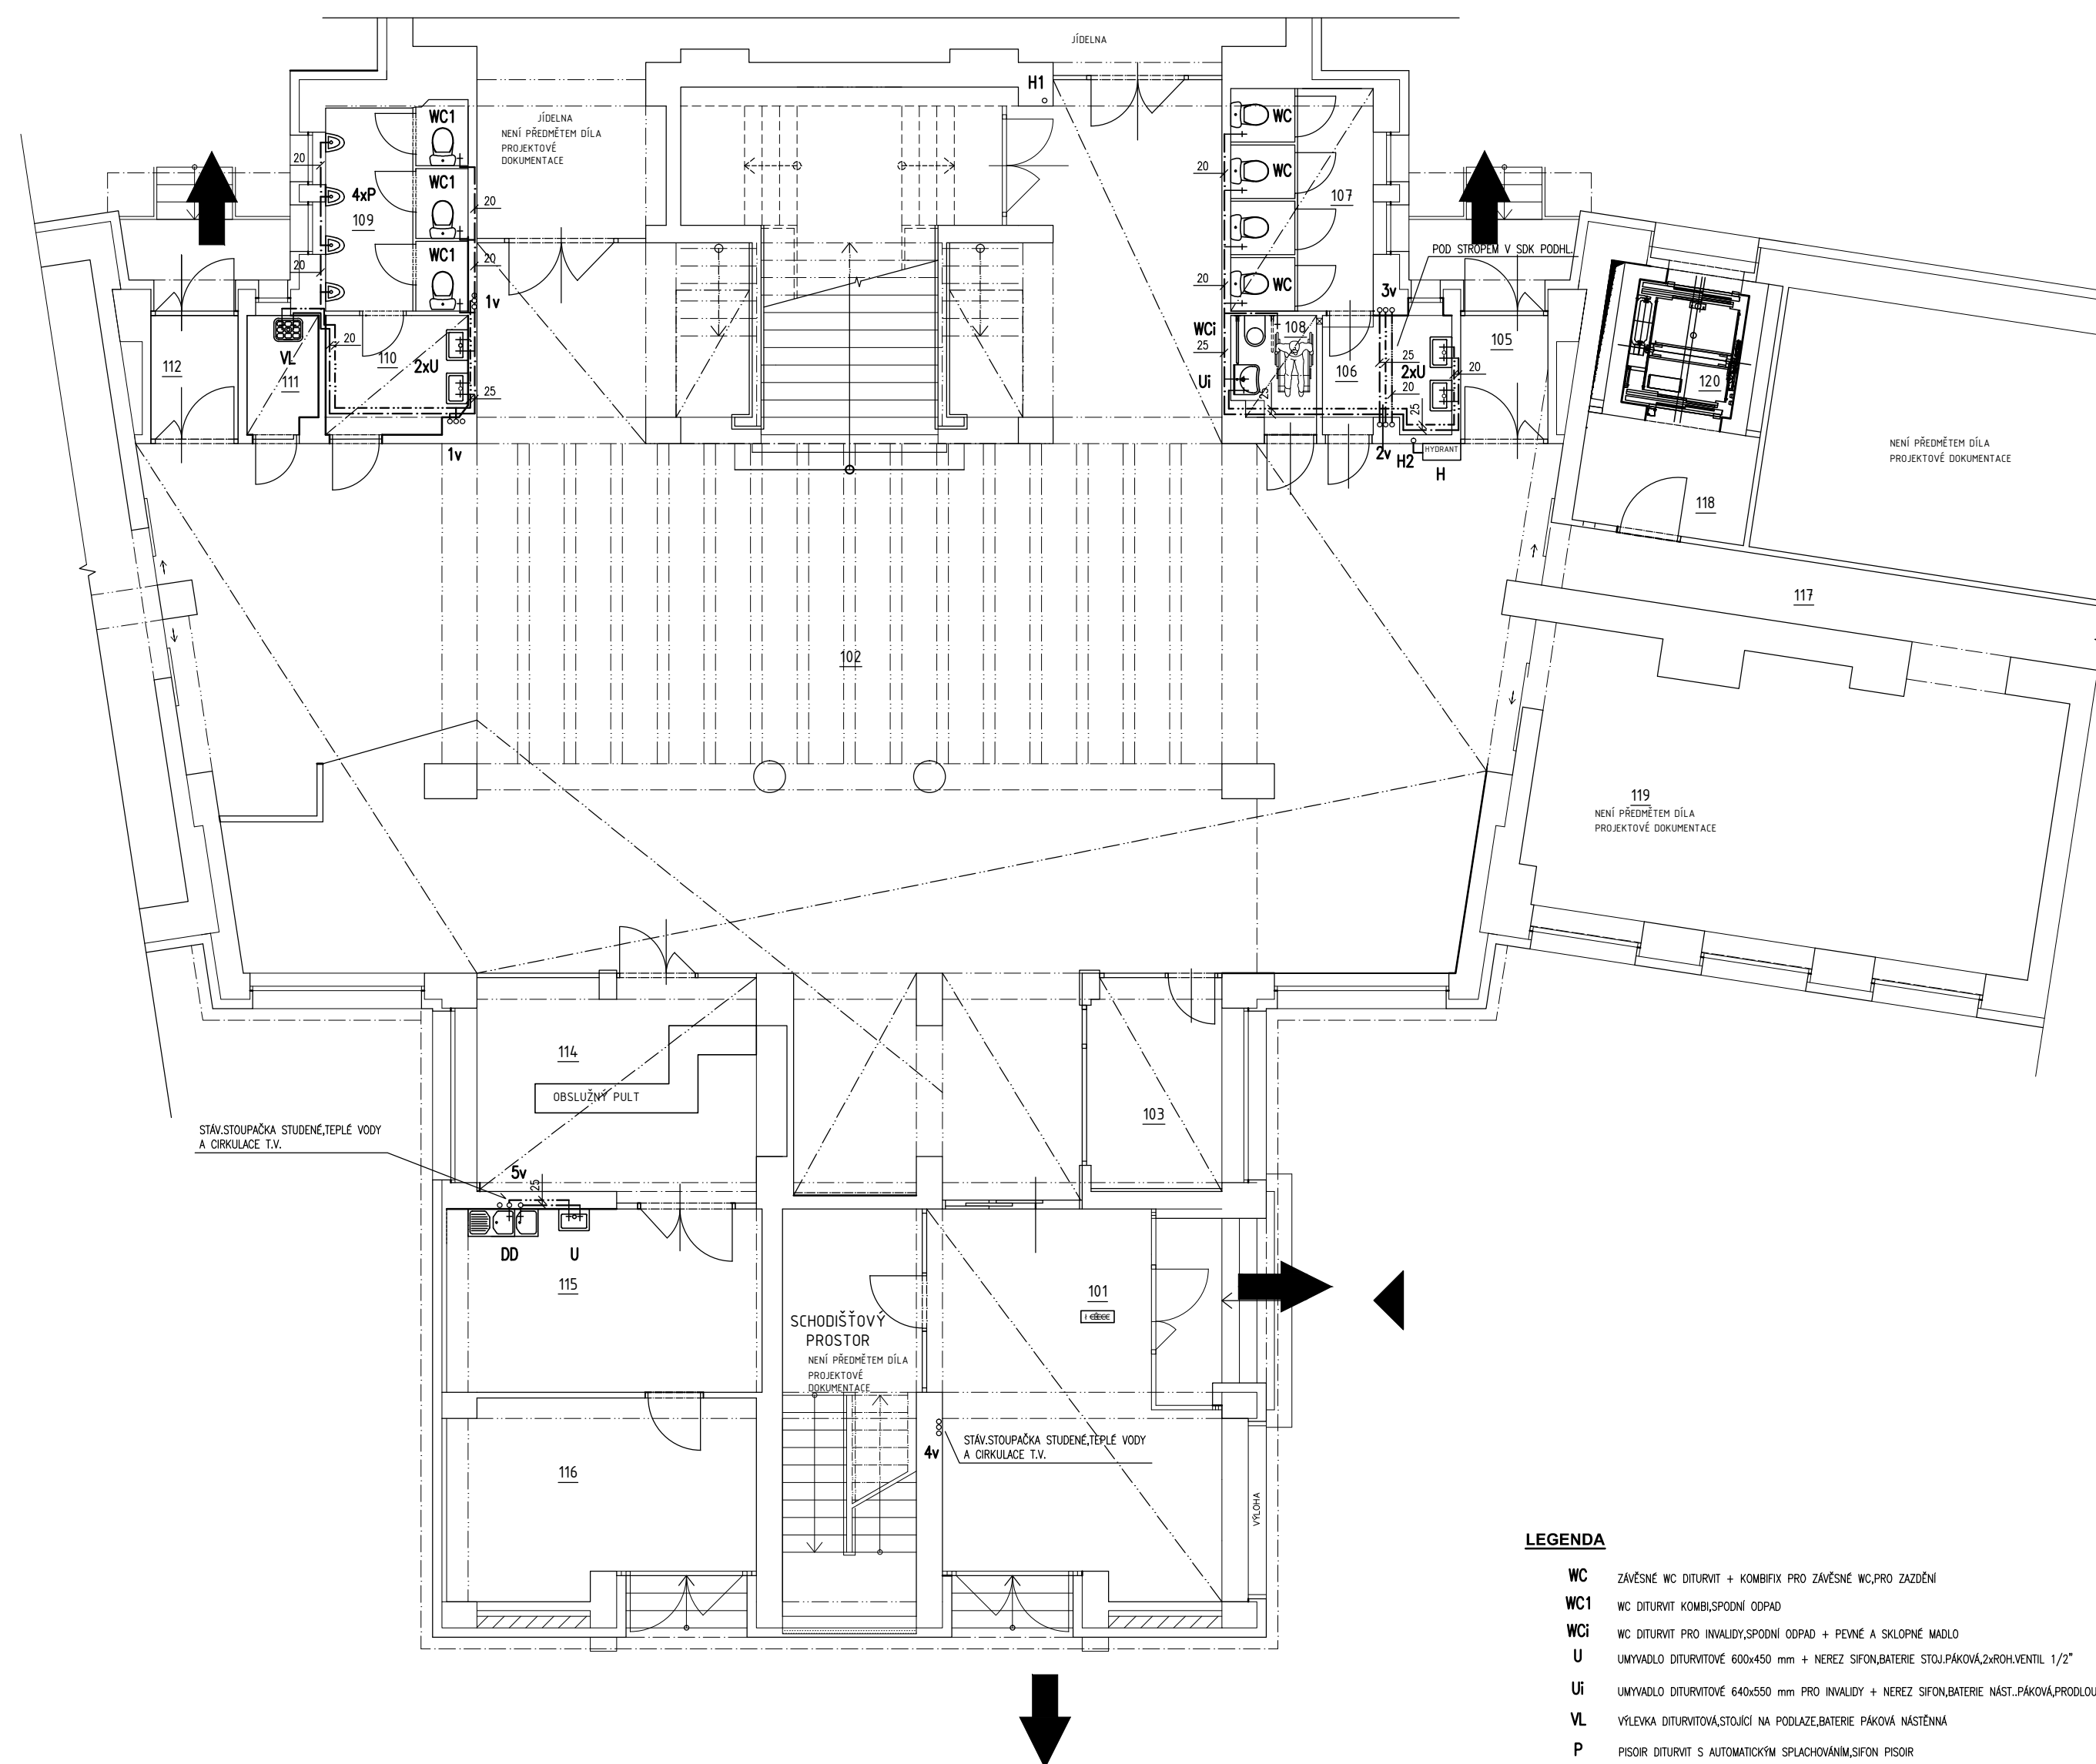 JÍDELNA
H1
WC1
JÍDELNA
NENÍ PŘEDMĚTEM DÍLA
PROJEKTOVÉ
DOKUMENTACE
WC
20
WC1
4xP
109
20
WC
20
107
WC1
20
20
WC
20
WC
POD STROPEM V SDK PODHL.
1v
3v
WCi
25
108
20
110
2xU
VL
111
112
25
Ui
25
106
25
2xU
20
20
25
105
120
1v
2v
H2
HYDRANT
H
NENÍ PŘEDMĚTEM DÍLA
PROJEKTOVÉ DOKUMENTACE
118
117
102
119
NENÍ PŘEDMĚTEM DÍLA
PROJEKTOVÉ DOKUMENTACE
114
OBSLUŽNÝ PULT
103
STÁV.STOUPAČKA STUDENÉ,TEPLÉ VODY
A CIRKULACE T.V.
5v
25
DD
U
115
101
SCHODIŠŤOVÝ
PROSTOR
NENÍ PŘEDMĚTEM DÍLA
PROJEKTOVÉ
DOKUMENTACE
STÁV.STOUPAČKA STUDENÉ,TEPLÉ VODY
A CIRKULACE T.V.
4v
116
VÝLOHA
LEGENDA
WC ZÁVĚSNÉ WC DITURVIT + KOMBIFIX PRO ZÁVĚSNÉ WC,PRO ZAZDĚNÍ
WC1 WC DITURVIT KOMBI,SPODNÍ ODPAD
WCi WC DITURVIT PRO INVALIDY,SPODNÍ ODPAD + PEVNÉ A SKLOPNÉ MADLO
U UMYVADLO DITURVITOVÉ 600x450 mm + NEREZ SIFON,BATERIE STOJ.PÁKOVÁ,2xROH.VENTIL 1/2"
Ui UMYVADLO DITURVITOVÉ 640x550 mm PRO INVALIDY + NEREZ SIFON,BATERIE NÁST..PÁKOVÁ,PRODLOU
VL VÝLEVKA DITURVITOVÁ,STOJÍCÍ NA PODLAZE,BATERIE PÁKOVÁ NÁSTĚNNÁ
P PISOIR DITURVIT S AUTOMATICKÝM SPLACHOVÁNÍM,SIFON PISOIR